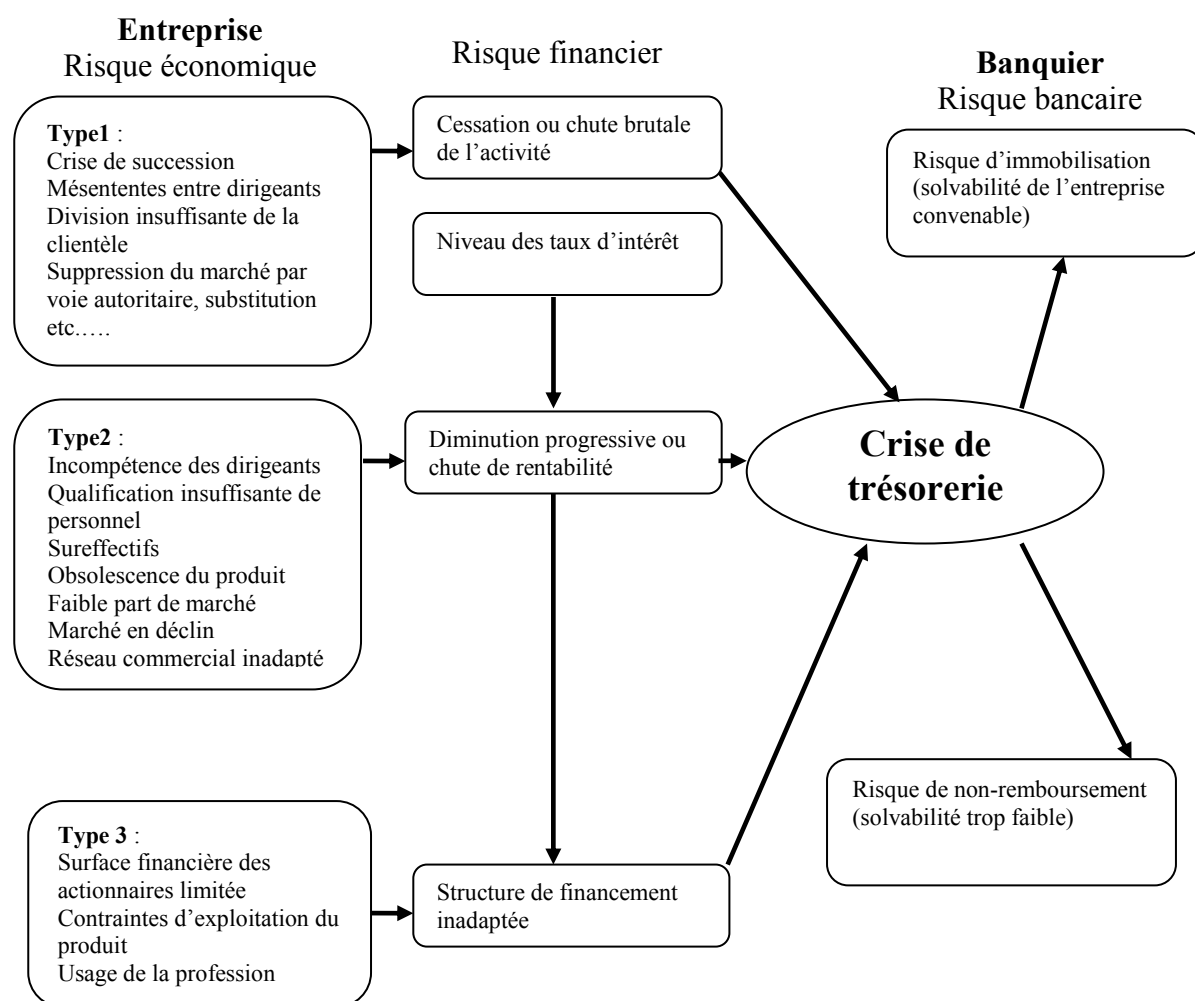 Entreprise
Risque économique
Risque financier
Banquier
Risque bancaire
Type1 :
Crise de succession
Mésententes entre dirigeants
Division insuffisante de la
clientèle
Suppression du marché par
voie autoritaire, substitution
etc.….
Cessation ou chute brutale
de l’activité
Niveau des taux d’intérêt
Risque d’immobilisation
(solvabilité de l’entreprise
convenable)
Type2 :
Incompétence des dirigeants
Qualification insuffisante de
personnel
Sureffectifs
Obsolescence du produit
Faible part de marché
Marché en déclin
Réseau commercial inadapté
Diminution progressive ou
chute de rentabilité
Crise de
trésorerie
Type 3 :
Surface financière des
actionnaires limitée
Contraintes d’exploitation du
produit
Usage de la profession
Structure de financement
inadaptée
Risque de non-remboursement
(solvabilité trop faible)